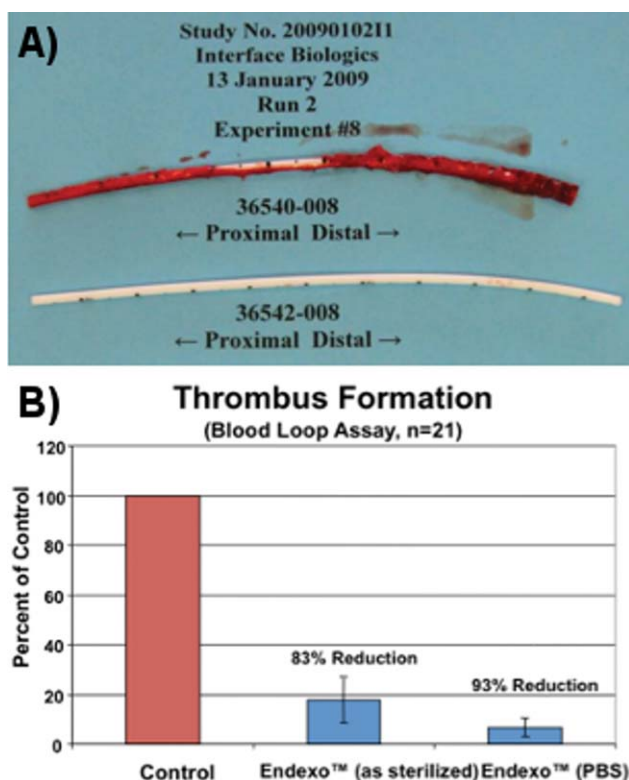 A)
Study No. 20090102I1
Interface Biologics
13 January 2009
Run 2
Experiment #8
36540-008
← Proximal Distal →
36542-008
← Proximal Distal →
B)
Thrombus Formation
(Blood Loop Assay, n=21)
Percent of Control
120
100
80
60
40
20
0
83% Reduction
93% Reduction
Control
Endexo™ (as sterilized)
Endexo™ (PBS)